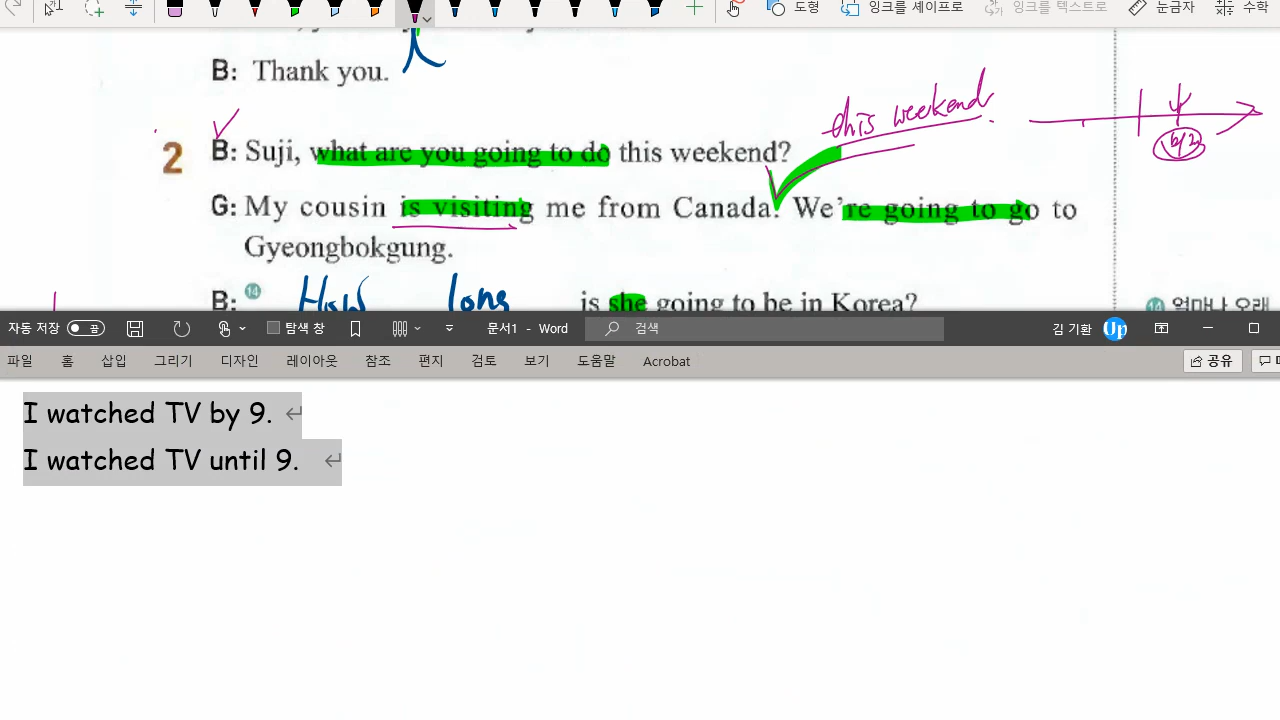 도형 잉크를 셰이프로 잉크를 텍스트로 눈금자 수학
B: Thank you.
this weekend
2 B: Suji, what are you going to do this weekend?
G: My cousin is visiting me from Canada. We're going to go to
Gyeongbokgung.
B: 14 How long is she going to be in Korea?
14 얼마나 오래
자동 저장 끔 탐색 창 문서1 - Word 검색 김 기환 Up
파일 홈 삽입 그리기 디자인 레이아웃 참조 편지 검토 보기 도움말 Acrobat 공유
I watched TV by 9.
I watched TV until 9.